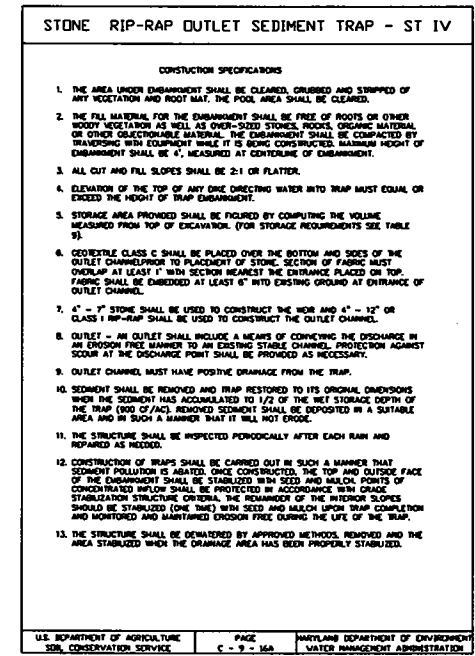 STONE RIP-RAP OUTLET SEDIMENT TRAP - ST IV
CONSTUCTION SPECIFICATIONS
1. THE AREA UNDER EMBANKMENT SHALL BE CLEARED, GRUBBED AND STRIPPED OF
ANY VEGETATION AND ROOT MAT. THE POOL AREA SHALL BE CLEARED.
2. THE FILL MATERIAL FOR THE EMBANKMENT SHALL BE FREE OF ROOTS OR OTHER
WOODY VEGETATION AS WELL AS OVER-SIZED STONES, ROCKS, ORGANIC MATERIAL
OR OTHER OBJECTIONABLE MATERIAL. THE EMBANKMENT SHALL BE COMPACTED BY
TRAVERSING WITH EQUIPMENT WHILE IT IS BEING CONSTRUCTED. MAXIMUM HEIGHT OF
EMBANKMENT SHALL BE 4', MEASURED AT CENTERLINE OF EMBANKMENT.
3. ALL CUT AND FILL SLOPES SHALL BE 2:1 OR FLATTER.
4. ELEVATION OF THE TOP OF ANY DIKE DIRECTING WATER INTO TRAP MUST EQUAL OR
EXCEED THE HEIGHT OF TRAP EMBANKMENT.
5. STORAGE AREA PROVIDED SHALL BE FIGURED BY COMPUTING THE VOLUME
MEASURED FROM TOP OF EXCAVATION. (FOR STORAGE REQUIREMENTS SEE TABLE
9).
6. GEOTEXTILE CLASS C SHALL BE PLACED OVER THE BOTTOM AND SIDES OF THE
OUTLET CHANNELPRIOR TO PLACEMENT OF STONE. SECTION OF FABRIC MUST
OVERLAP AT LEAST 1' WITH SECTION NEAREST THE ENTRANCE PLACED ON TOP.
FABRIC SHALL BE EMBEDDED AT LEAST 6" INTO EXISTING GROUND AT ENTRANCE OF
OUTLET CHANNEL.
7. 4" - 7" STONE SHALL BE USED TO CONSTRUCT THE WEIR AND 4" - 12" OR
CLASS I RIP-RAP SHALL BE USED TO CONSTRUCT THE OUTLET CHANNEL.
8. OUTLET - AN OUTLET SHALL INCLUDE A MEANS OF CONVEYING THE DISCHARGE IN
AN EROSION FREE MANNER TO AN EXISTING STABLE CHANNEL. PROTECTION AGAINST
SCOUR AT THE DISCHARGE POINT SHALL BE PROVIDED AS NECESSARY.
9. OUTLET CHANNEL MUST HAVE POSITIVE DRAINAGE FROM THE TRAP.
10. SEDIMENT SHALL BE REMOVED AND TRAP RESTORED TO ITS ORIGINAL DIMENSIONS
WHEN THE SEDIMENT HAS ACCUMULATED TO 1/2 OF THE WET STORAGE DEPTH OF
THE TRAP (900 CF/AC). REMOVED SEDIMENT SHALL BE DEPOSITED IN A SUITABLE
AREA AND IN SUCH A MANNER THAT IT WILL NOT ERODE.
11. THE STRUCTURE SHALL BE INSPECTED PERIODICALLY AFTER EACH RAIN AND
REPAIRED AS NEEDED.
12. CONSTRUCTION OF TRAPS SHALL BE CARRIED OUT IN SUCH A MANNER THAT
SEDIMENT POLLUTION IS ABATED. ONCE CONSTRUCTED, THE TOP AND OUTSIDE FACE
OF THE EMBANKMENT SHALL BE STABILIZED WITH SEED AND MULCH. POINTS OF
CONCENTRATED INFLOW SHALL BE PROTECTED IN ACCORDANCE WITH GRADE
STABILIZATION STRUCTURE CRITERIA. THE REMAINDER OF THE INTERIOR SLOPES
SHOULD BE STABILIZED (ONE TIME) WITH SEED AND MULCH UPON TRAP COMPLETION
AND MONITORED AND MAINTAINED EROSION FREE DURING THE LIFE OF THE TRAP.
13. THE STRUCTURE SHALL BE DEWATERED BY APPROVED METHODS, REMOVED AND THE
AREA STABILIZED WHEN THE DRAINAGE AREA HAS BEEN PROPERLY STABILIZED.
U.S. DEPARTMENT OF AGRICULTURE
SOIL CONSERVATION SERVICE
PAGE
C - 9 - 16A
MARYLAND DEPARTMENT OF ENVIRONMENT
WATER MANAGEMENT ADMINISTRATION